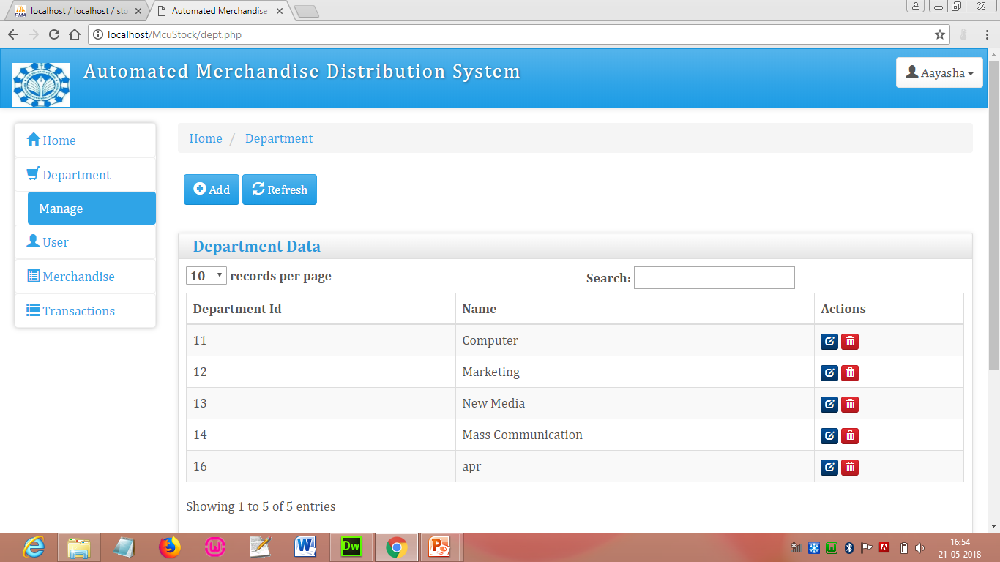 localhost / localhost / sto
Automated Merchandise
localhost/McuStock/dept.php
Automated Merchandise Distribution System
Aayasha
Home
Department
Manage
User
Merchandise
Transactions
Home / Department
Add Refresh
Department Data
10 records per page Search:
Department Id Name Actions
11 Computer
12 Marketing
13 New Media
14 Mass Communication
16 apr
Showing 1 to 5 of 5 entries
Dw
16:54
21-05-2018